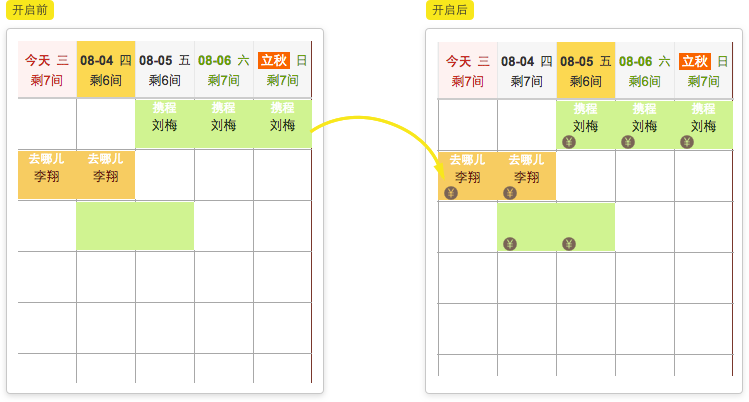 开启前
今天 三 08-04 四 08-05 五 08-06 六 立秋 日
剩7间 剩6间 剩6间 剩7间 剩7间
携程 携程 携程
刘梅 刘梅 刘梅
去哪儿 去哪儿
李翔 李翔
开启后
今天 三 08-04 四 08-05 五 08-06 六 立秋 日
剩7间 剩7间 剩6间 剩6间 剩7间
携程 携程 携程
刘梅 刘梅 刘梅
¥ ¥ ¥
去哪儿 去哪儿
李翔 李翔
¥ ¥
¥ ¥